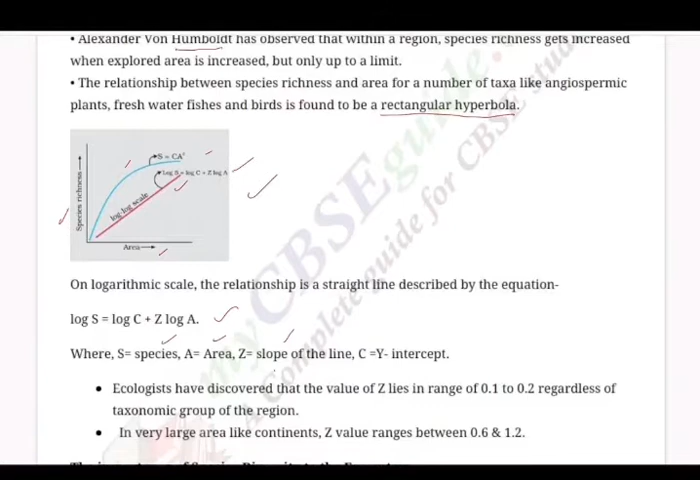 • Alexander Von Humboldt has observed that within a region, species richness gets increased
when explored area is increased, but only up to a limit.
• The relationship between species richness and area for a number of taxa like angiospermic
plants, fresh water fishes and birds is found to be a rectangular hyperbola.
S = CAᶻ
log S = log C + Z log A
log-log scale
Species richness
Area
On logarithmic scale, the relationship is a straight line described by the equation-
log S = log C + Z log A.
Where, S= species, A= Area, Z= slope of the line, C =Y- intercept.
• Ecologists have discovered that the value of Z lies in range of 0.1 to 0.2 regardless of
taxonomic group of the region.
• In very large area like continents, Z value ranges between 0.6 & 1.2.
myCBSEguide.com
A Complete guide for CBSE students